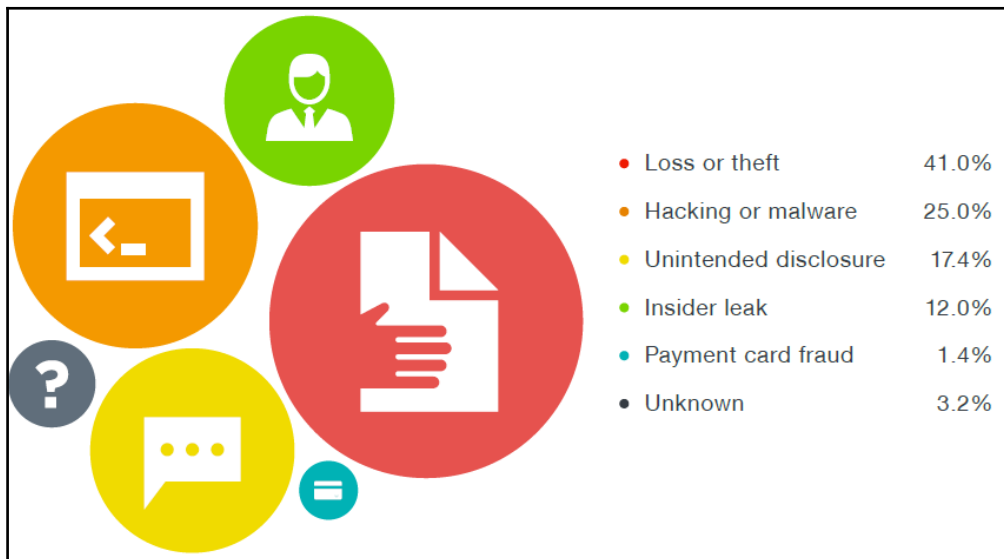 Loss or theft 41.0%
Hacking or malware 25.0%
Unintended disclosure 17.4%
Insider leak 12.0%
Payment card fraud 1.4%
Unknown 3.2%
<_
?